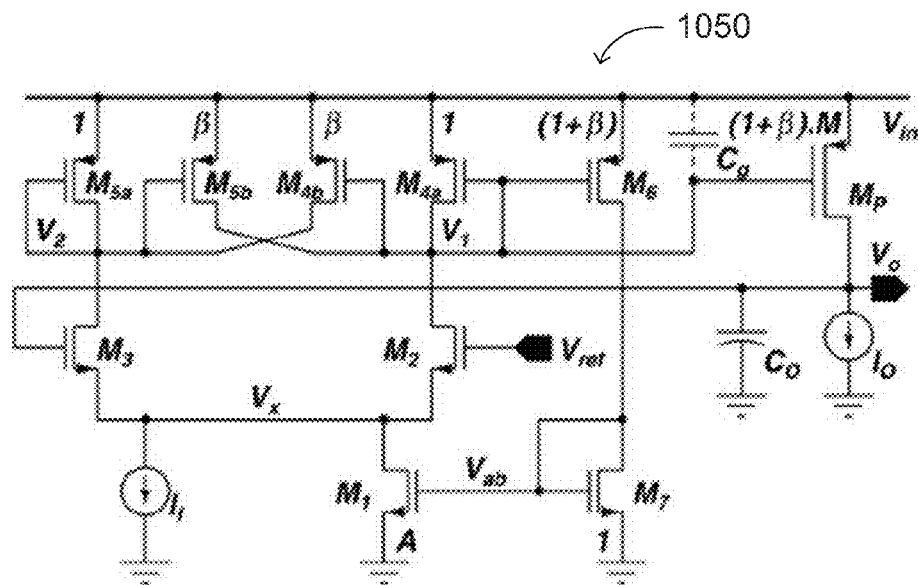 1050
1
β
β
1
(1+β)
(1+β).M
V_in
M_5a
M_5b
M_4b
M_4a
M_6
C_g
M_P
V_2
V_1
V_o
M_3
M_2
V_ref
C_O
I_O
V_x
I_1
M_1
V_ab
M_7
A
1